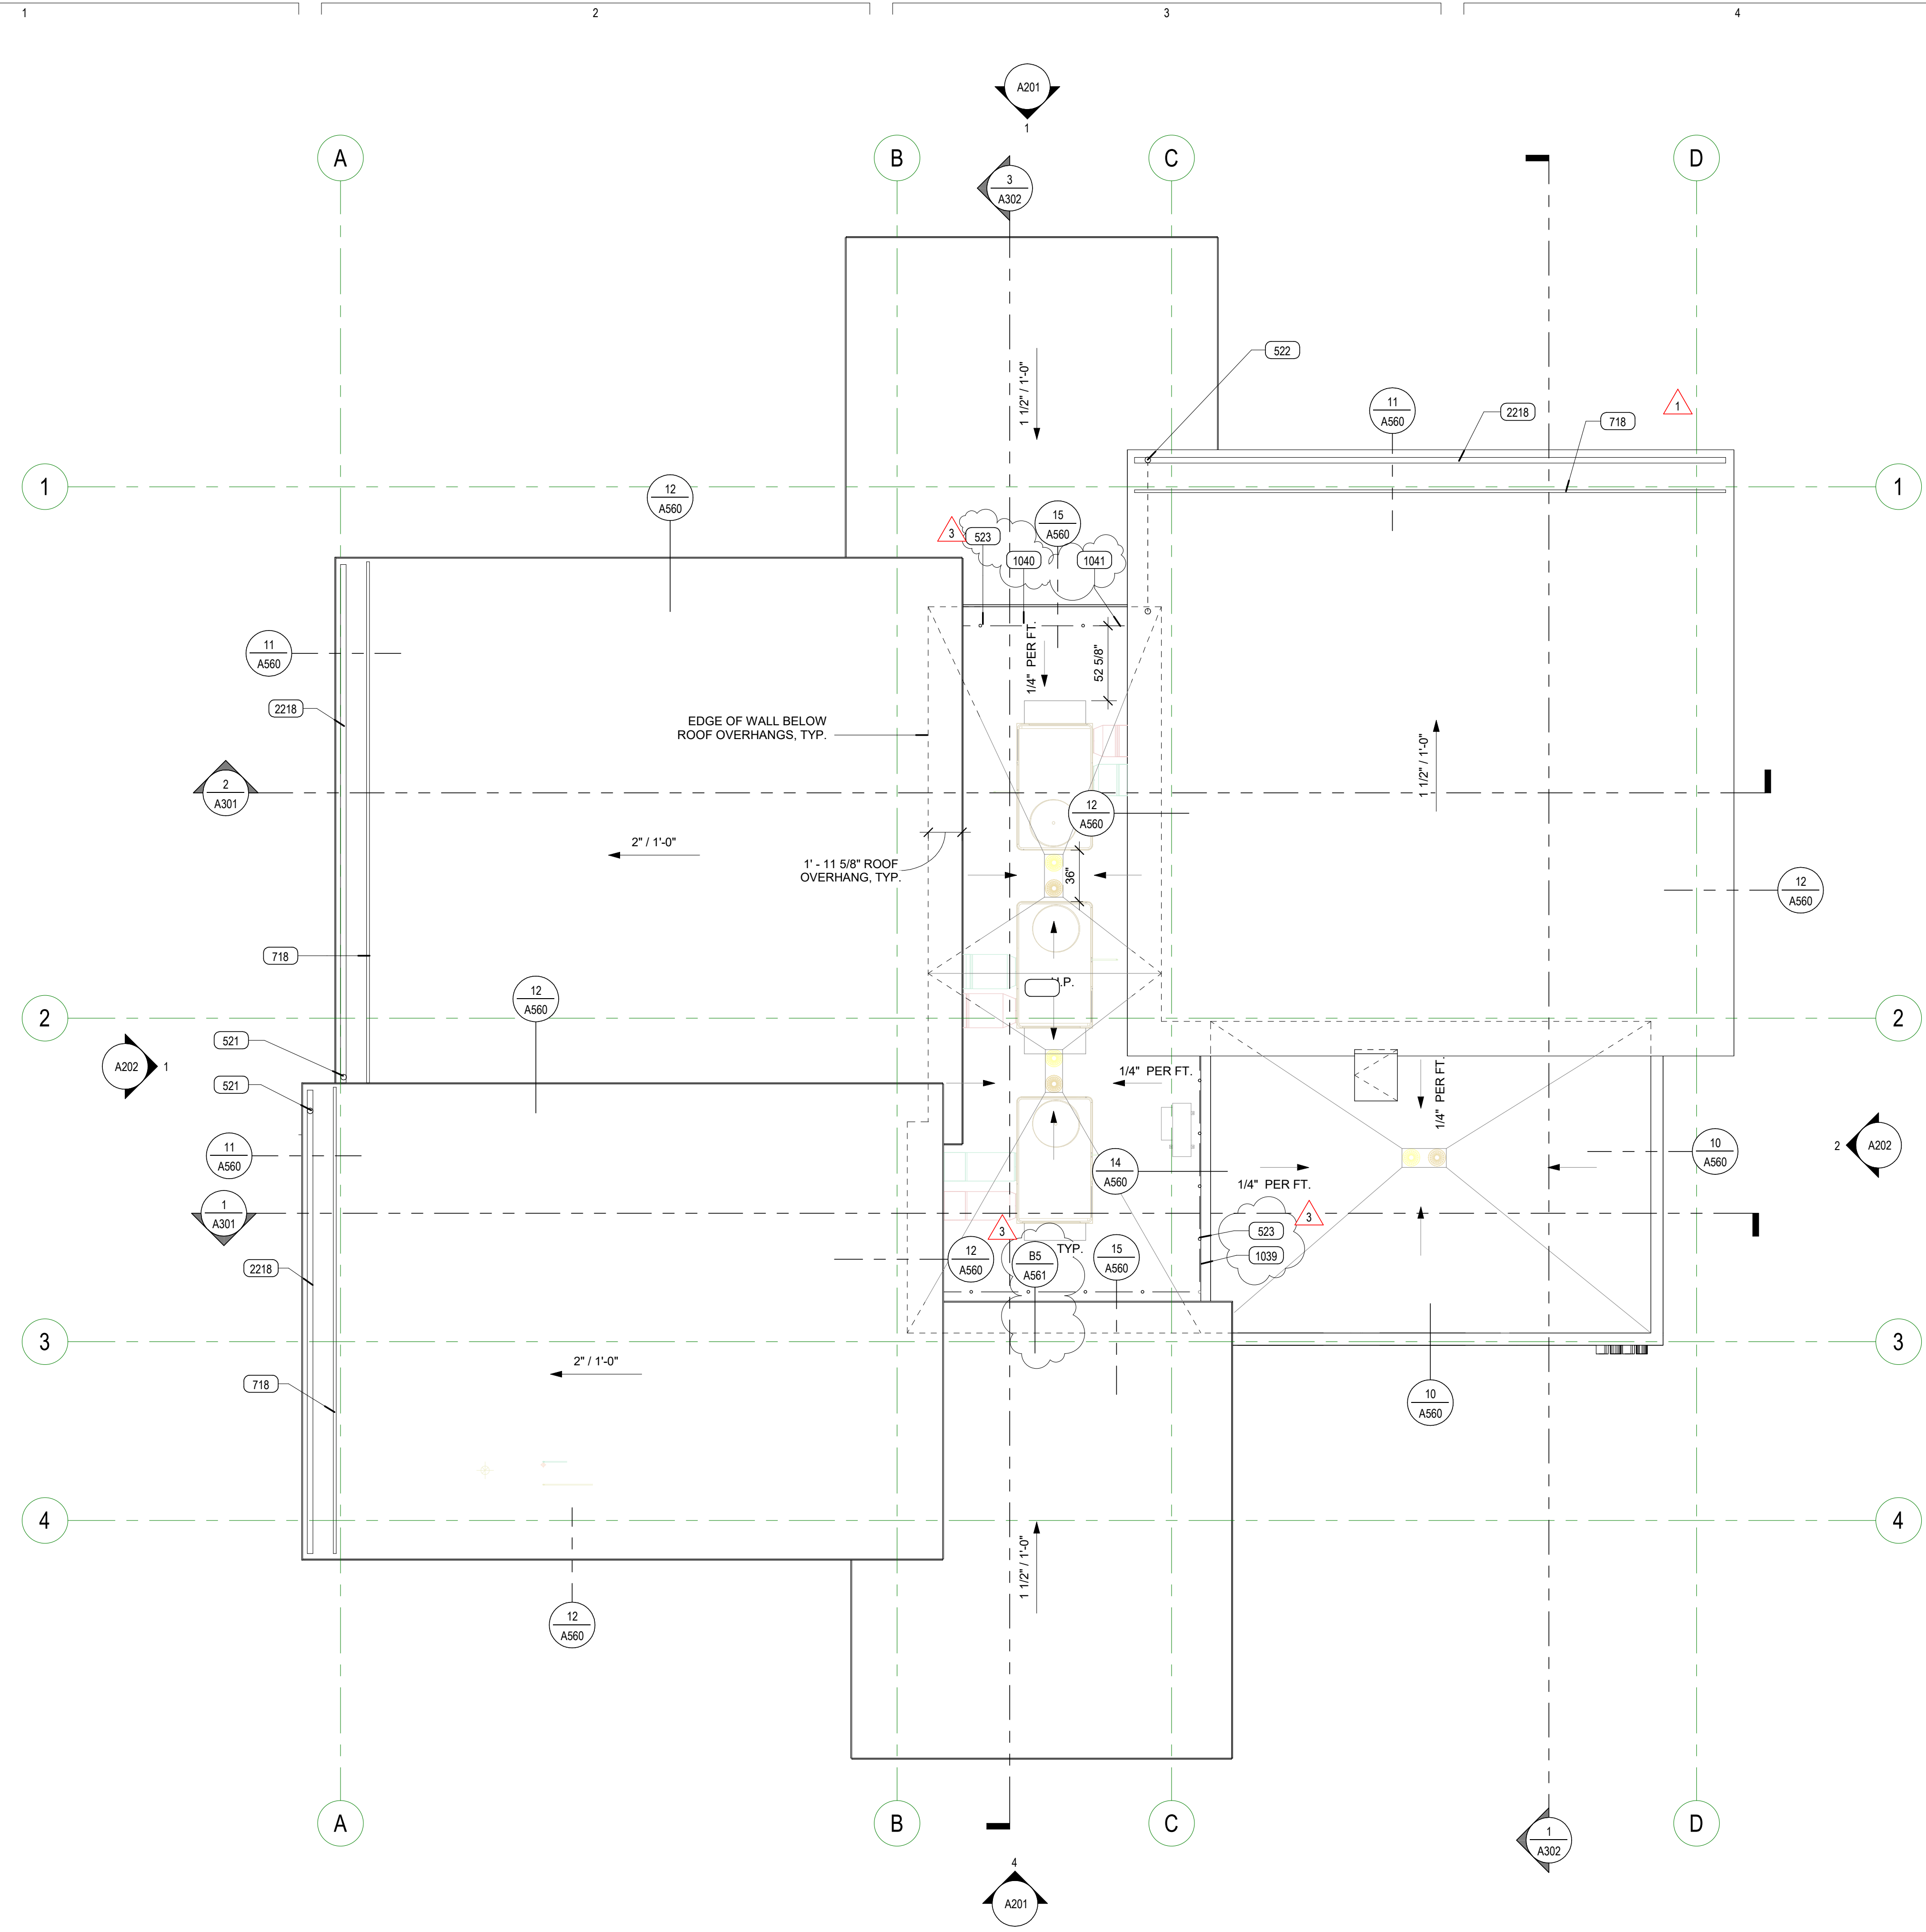 1
2
3
4
A201
1
A
B
C
D
3
A302
522
1 1/2" / 1'-0"
11
A560
2218
718
1
1
1
12
A560
3
523
15
A560
1040
1041
11
A560
1/4" PER FT.
52 5/8"
2218
EDGE OF WALL BELOW
ROOF OVERHANGS, TYP.
2
A301
1 1/2" / 1'-0"
12
A560
2" / 1'-0"
1' - 11 5/8" ROOF
OVERHANG, TYP.
36"
12
A560
718
12
A560
2
2
521
A202
1
521
1/4" PER FT.
1/4" PER FT.
11
A560
14
A560
1/4" PER FT.
10
A560
2
A202
1
A301
3
523
3
1039
12
A560
B5
A561
TYP.
15
A560
2218
3
3
2" / 1'-0"
718
10
A560
4
4
1 1/2" / 1'-0"
12
A560
A
B
C
D
1
A302
4
A201